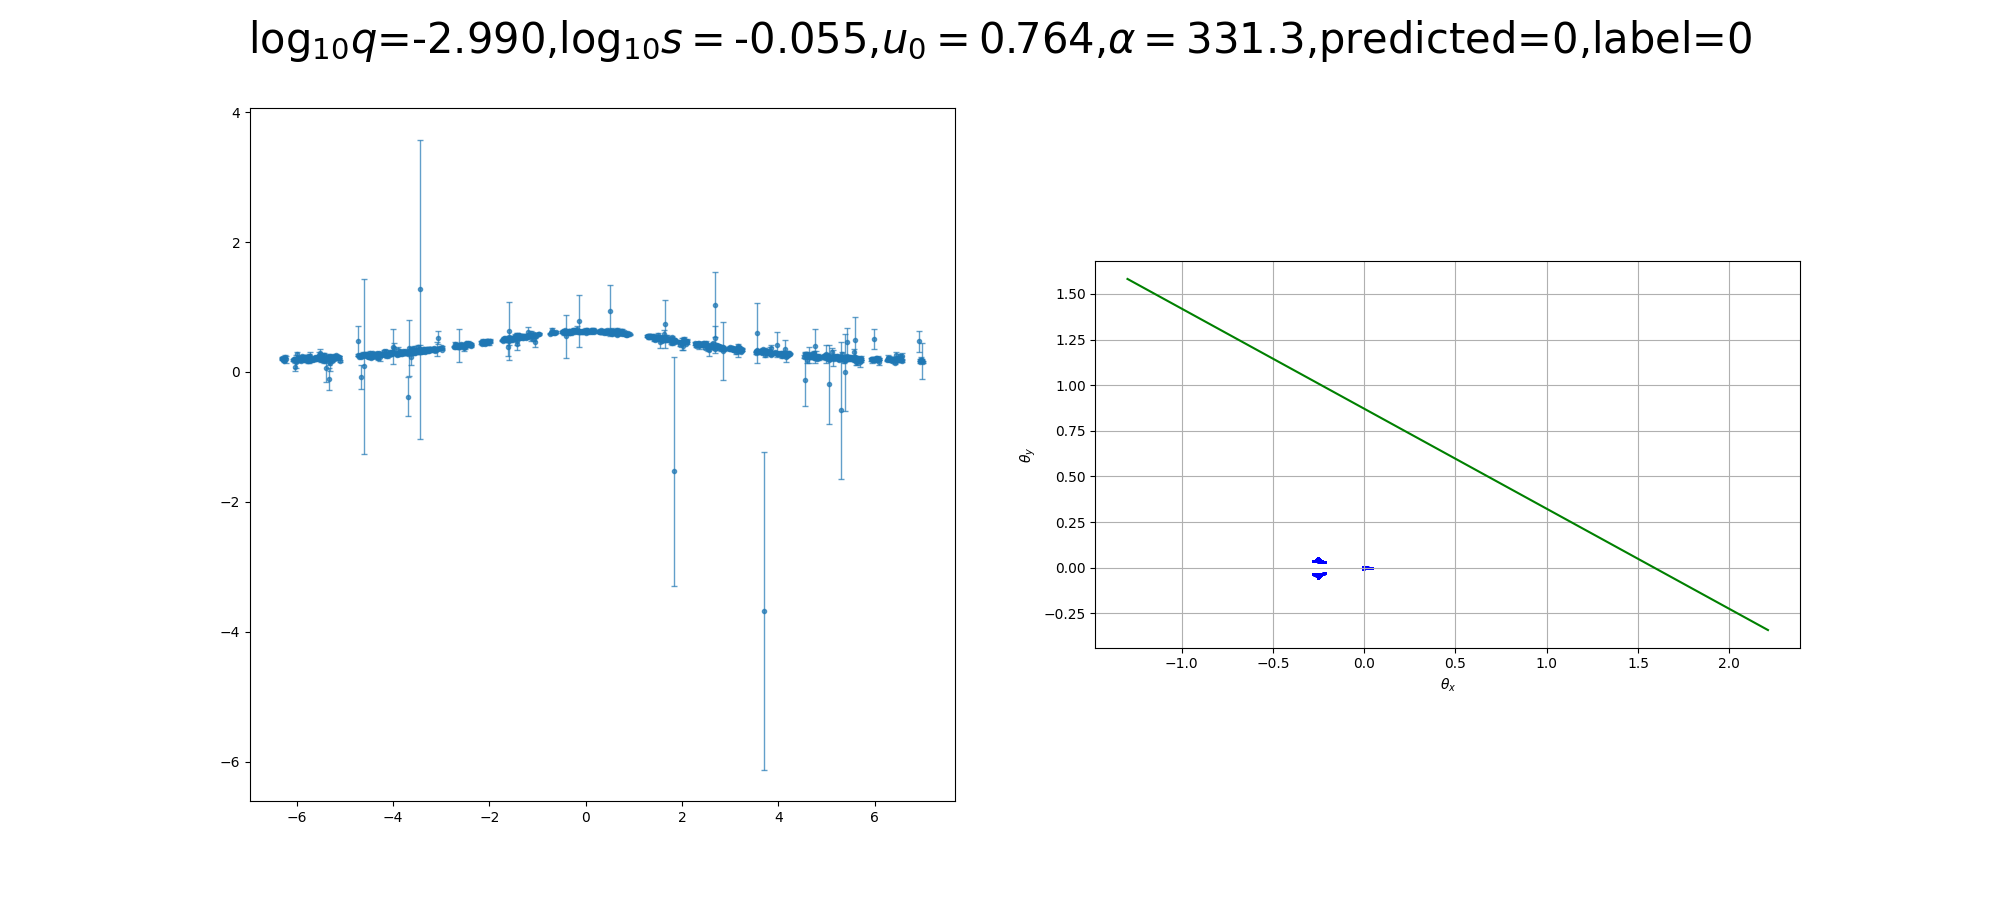 log₁₀q=-2.990,log₁₀s = -0.055,u₀ = 0.764,α = 331.3,predicted=0,label=0
4
2
0
−2
−4
−6
−6 −4 −2 0 2 4 6
1.50
1.25
1.00
0.75
0.50
0.25
0.00
−0.25
θy
−1.0 −0.5 0.0 0.5 1.0 1.5 2.0
θx